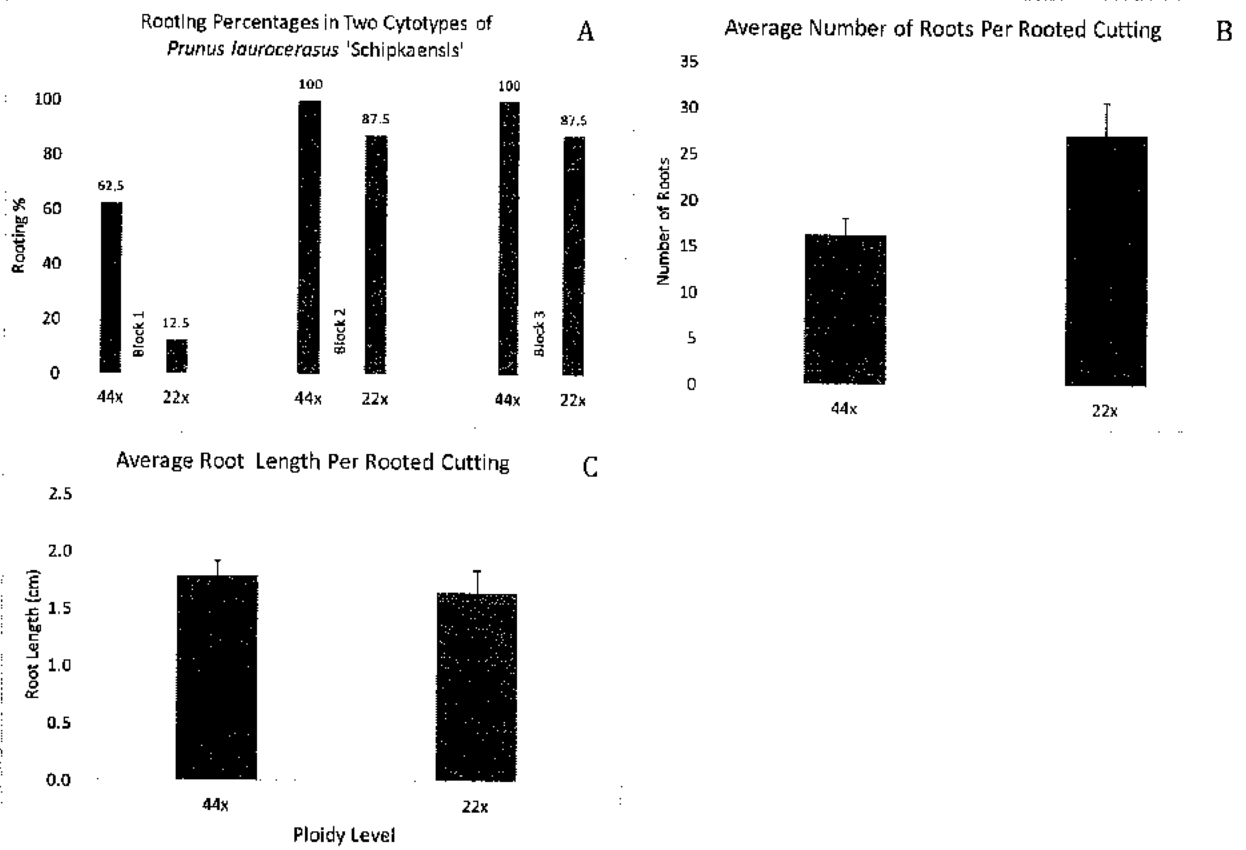 Rooting Percentages in Two Cytotypes of
Prunus laurocerasus 'Schipkaensis'
A
100
80
60
40
20
0
Rooting %
62.5
12.5
100
87.5
100
87.5
Block 1
Block 2
Block 3
44x 22x 44x 22x 44x 22x
Average Number of Roots Per Rooted Cutting
B
35
30
25
20
15
10
5
0
Number of Roots
44x 22x
Average Root Length Per Rooted Cutting
C
2.5
2.0
1.5
1.0
0.5
0.0
Root Length (cm)
44x 22x
Ploidy Level